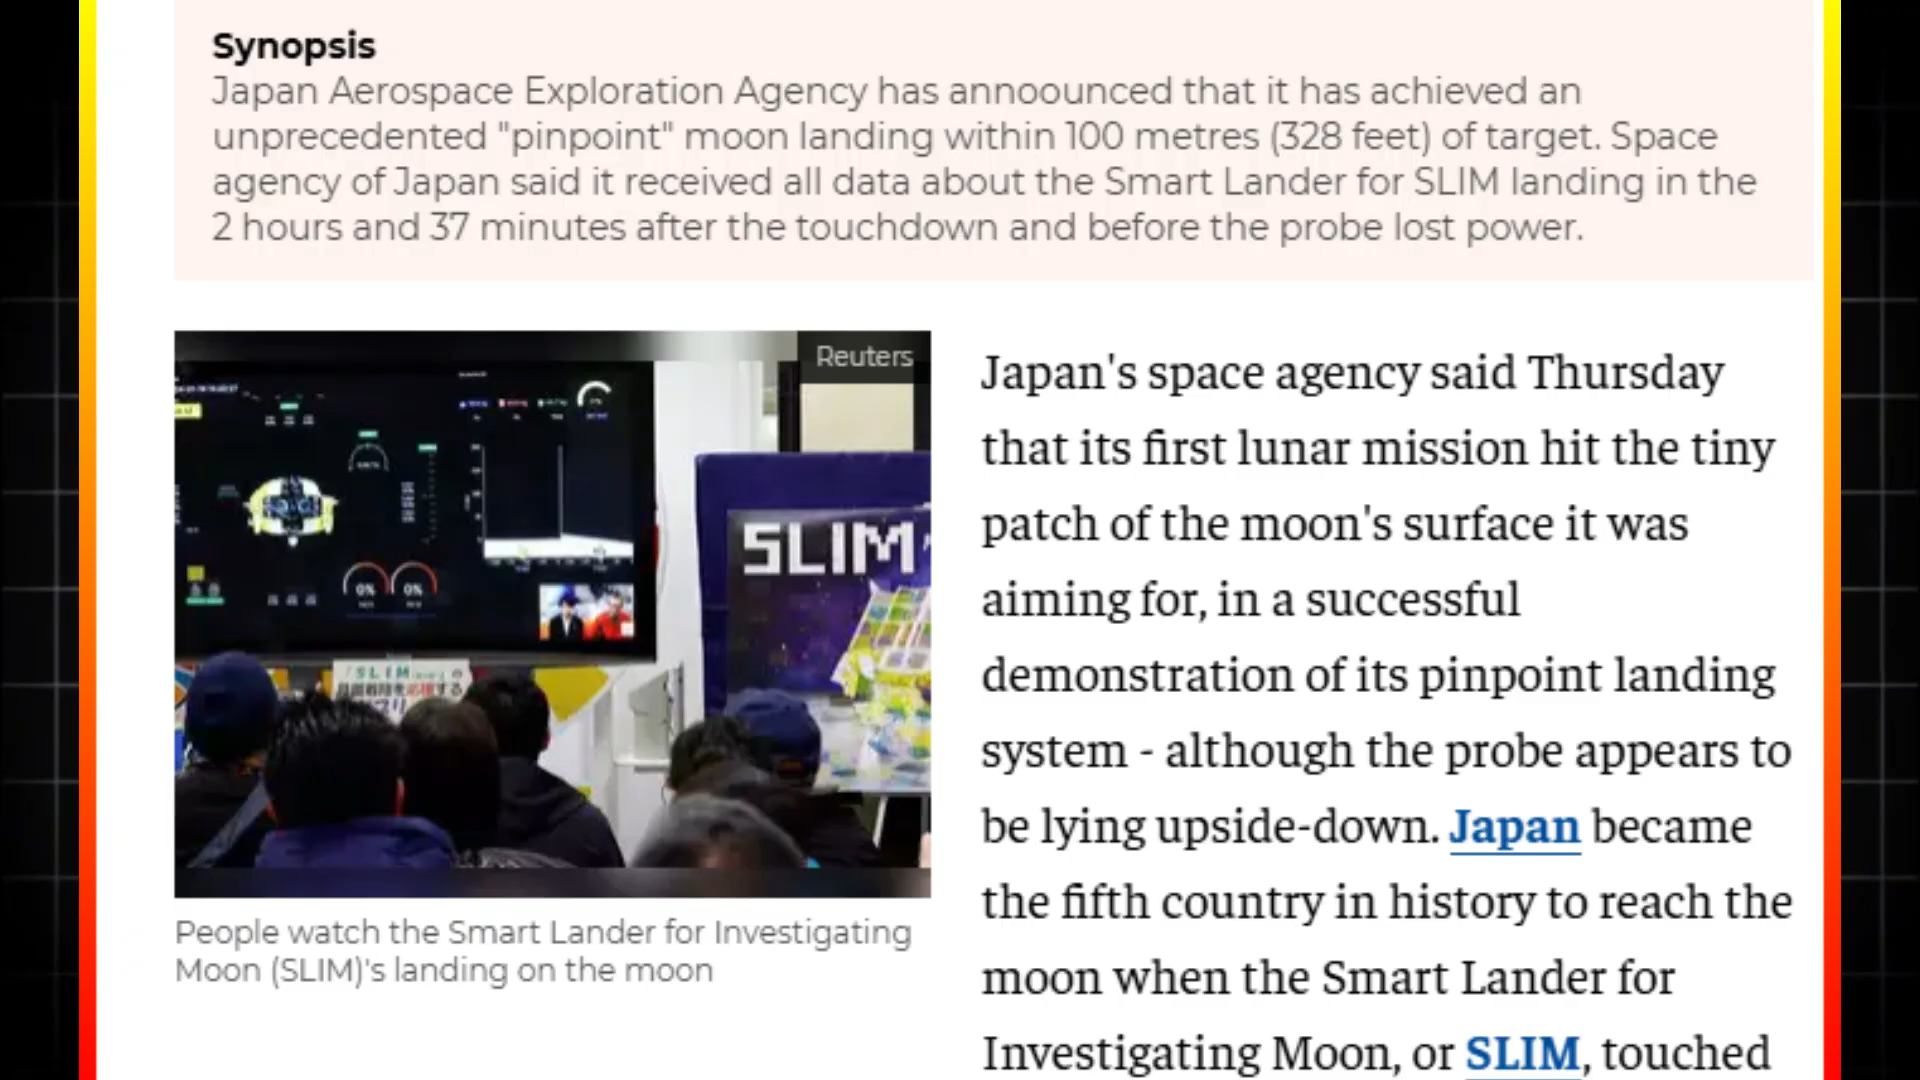 Synopsis
Japan Aerospace Exploration Agency has annoounced that it has achieved an
unprecedented "pinpoint" moon landing within 100 metres (328 feet) of target. Space
agency of Japan said it received all data about the Smart Lander for SLIM landing in the
2 hours and 37 minutes after the touchdown and before the probe lost power.
Reuters
0% 0%
SLIM
SLIM
Japan's space agency said Thursday
that its first lunar mission hit the tiny
patch of the moon's surface it was
aiming for, in a successful
demonstration of its pinpoint landing
system - although the probe appears to
be lying upside-down. Japan became
the fifth country in history to reach the
moon when the Smart Lander for
Investigating Moon, or SLIM, touched
People watch the Smart Lander for Investigating
Moon (SLIM)'s landing on the moon